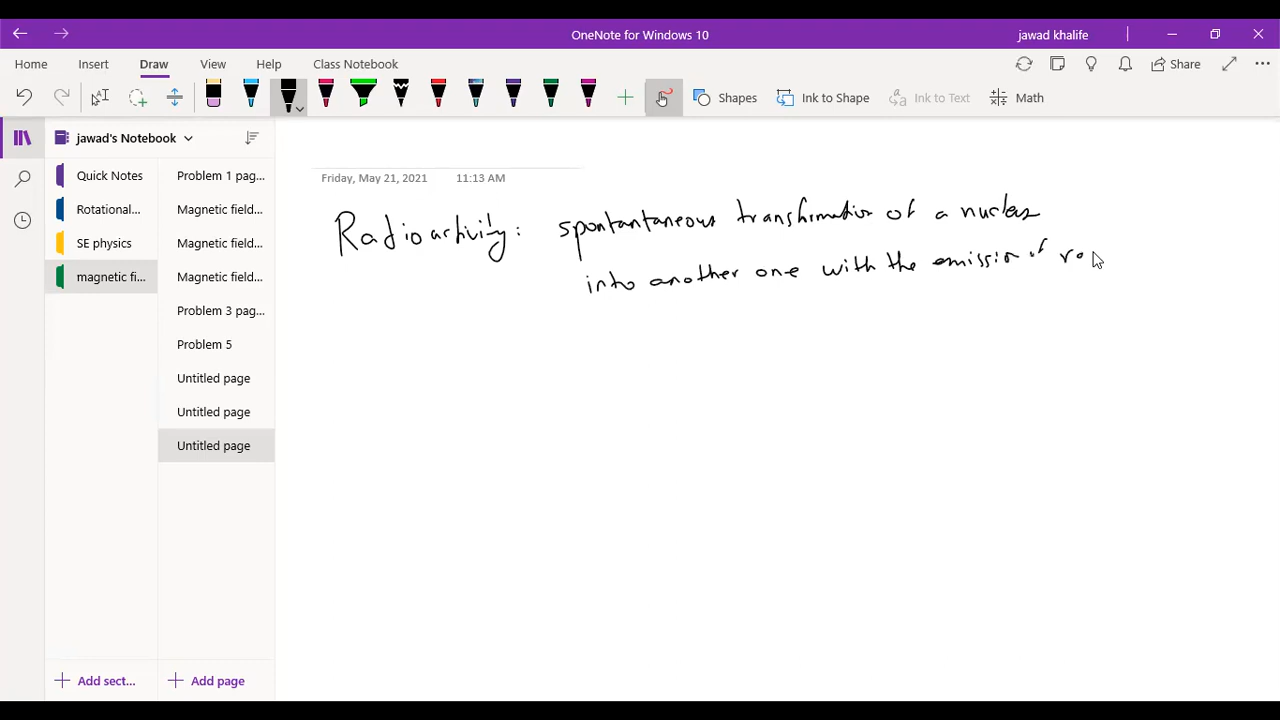 OneNote for Windows 10
jawad khalife
Home
Insert
Draw
View
Help
Class Notebook
Share
Shapes
Ink to Shape
Ink to Text
Math
jawad's Notebook
Quick Notes
Rotational...
SE physics
magnetic fi...
Problem 1 pag...
Magnetic field...
Magnetic field...
Magnetic field...
Problem 3 pag...
Problem 5
Untitled page
Untitled page
Untitled page
Add sect...
Add page
Friday, May 21, 2021 11:13 AM
Radioactivity: spontantaneous transformation of a nucleus
into another one with the emission of ra